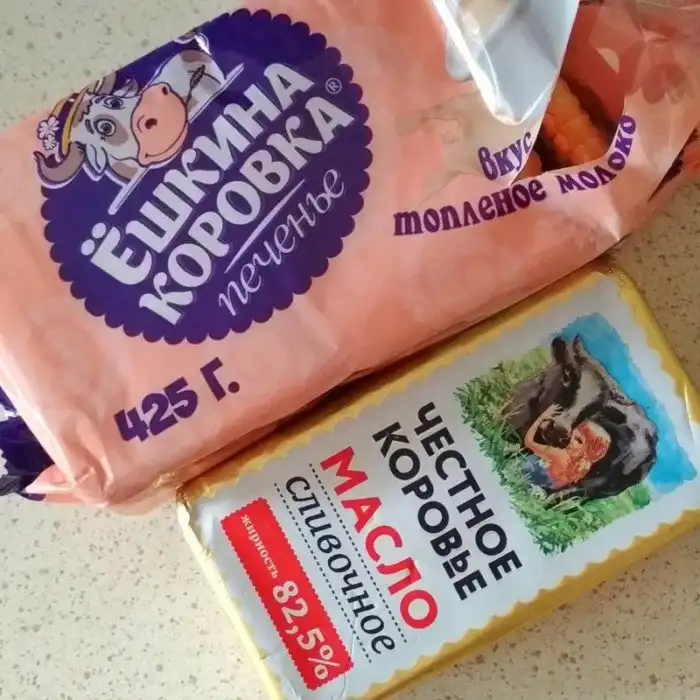 ЁШКИНА
КОРОВКА®
печенье
425 Г.
вкус
топленое молоко
ЧЕСТНОЕ
КОРОВЬЕ
МАСЛО
сливочное
жирность 82,5%